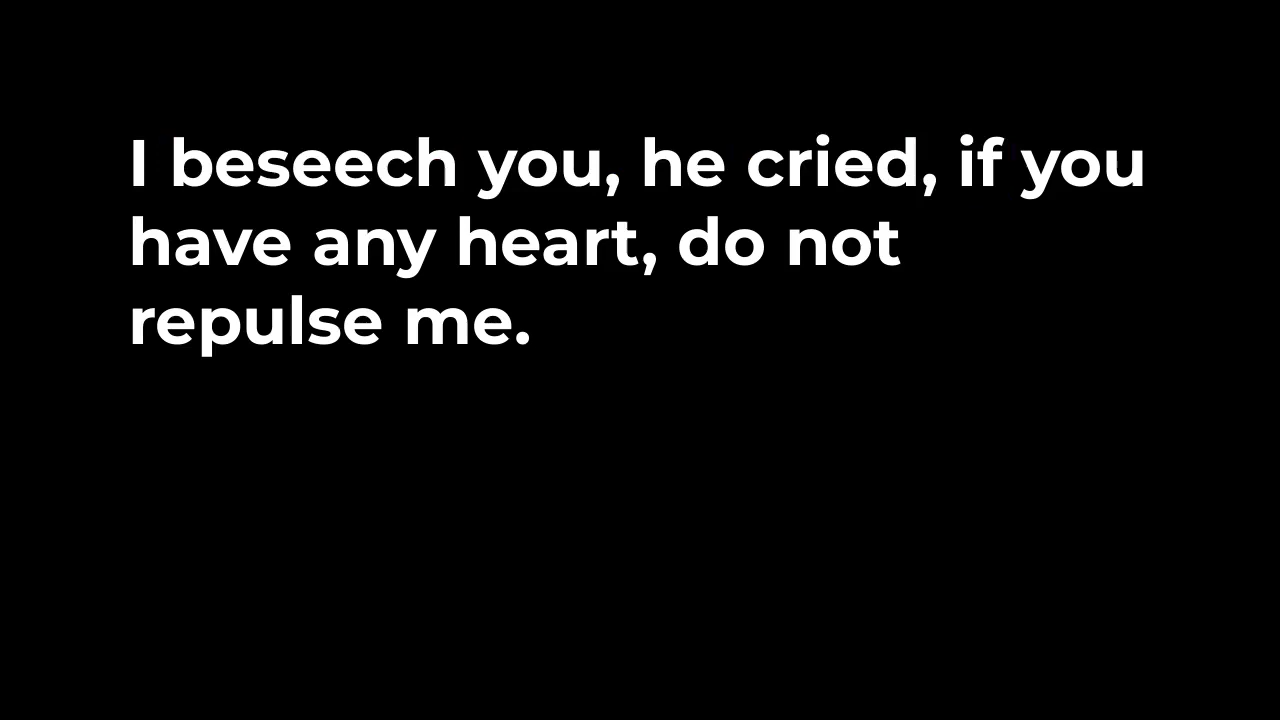 I beseech you, he cried, if you
have any heart, do not
repulse me.